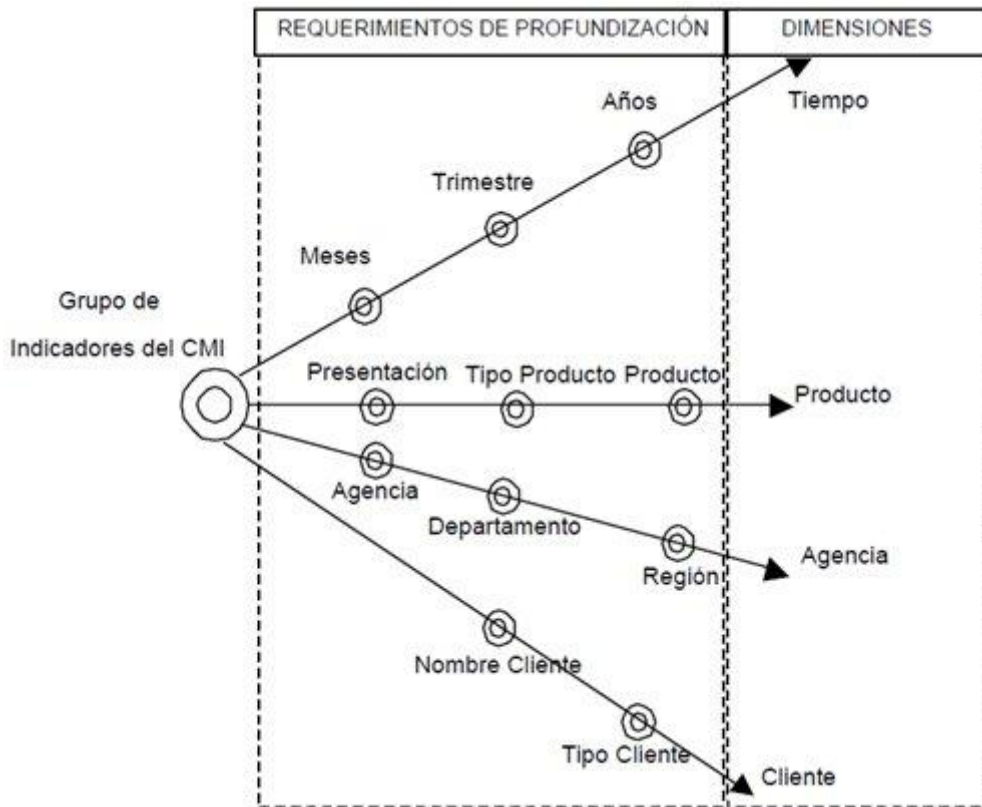 REQUERIMIENTOS DE PROFUNDIZACIÓN
DIMENSIONES
Años
Tiempo
Trimestre
Meses
Grupo de
Indicadores del CMI
Presentación
Tipo Producto
Producto
Producto
Agencia
Departamento
Región
Agencia
Nombre Cliente
Tipo Cliente
Cliente